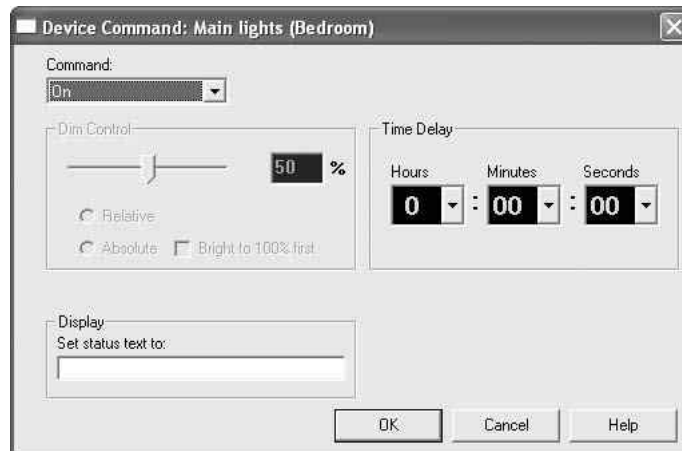 Device Command: Main lights (Bedroom)
Command:
On
Dim Control
50 %
Relative
Absolute Bright to 100% first
Time Delay
Hours Minutes Seconds
0 : 00 : 00
Display
Set status text to:
OK Cancel Help